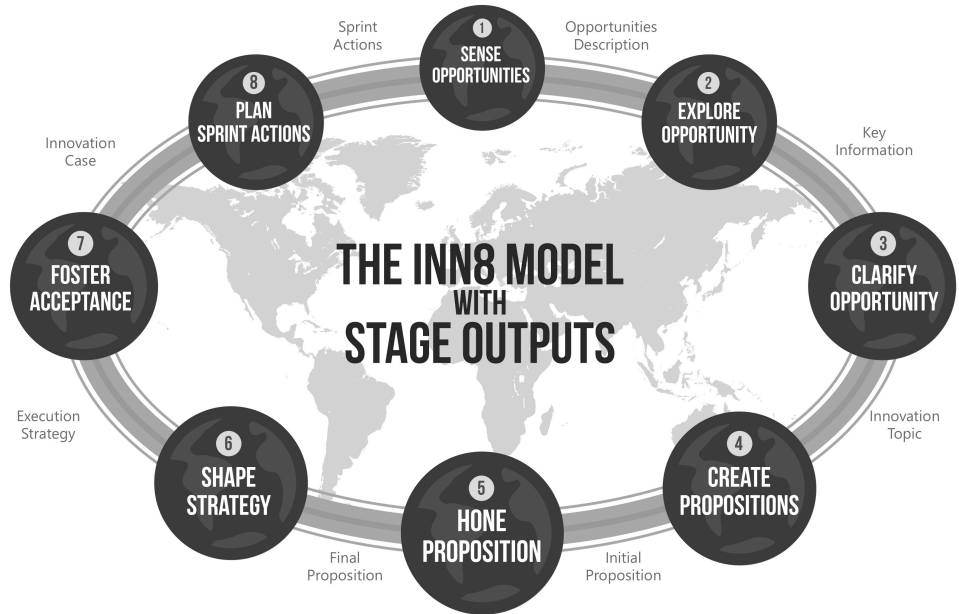 THE INN8 MODEL
WITH
STAGE OUTPUTS
1
SENSE
OPPORTUNITIES
Opportunities
Description
2
EXPLORE
OPPORTUNITY
Key
Information
3
CLARIFY
OPPORTUNITY
Innovation
Topic
4
CREATE
PROPOSITIONS
Initial
Proposition
5
HONE
PROPOSITION
Final
Proposition
6
SHAPE
STRATEGY
Execution
Strategy
7
FOSTER
ACCEPTANCE
Innovation
Case
8
PLAN
SPRINT ACTIONS
Sprint
Actions